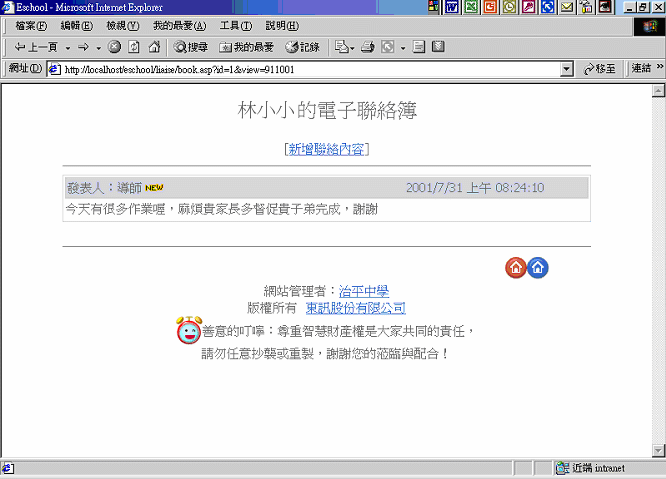 Eschool - Microsoft Internet Explorer
檔案(F) 編輯(E) 檢視(V) 我的最愛(A) 工具(T) 說明(H)
上一頁 搜尋 我的最愛 記錄
網址(D) http://localhost/eschool/liaise/book.asp?id=1&view=911001 移至 連結 »
林小小的電子聯絡簿
[新增聯絡內容]
發表人：導師 NEW 2001/7/31 上午 08:24:10
今天有很多作業喔，麻煩貴家長多督促貴子弟完成，謝謝
網站管理者：治平中學
版權所有 東訊股份有限公司
善意的叮嚀：尊重智慧財產權是大家共同的責任，
請勿任意抄襲或重製，謝謝您的蒞臨與配合！
近端 intranet